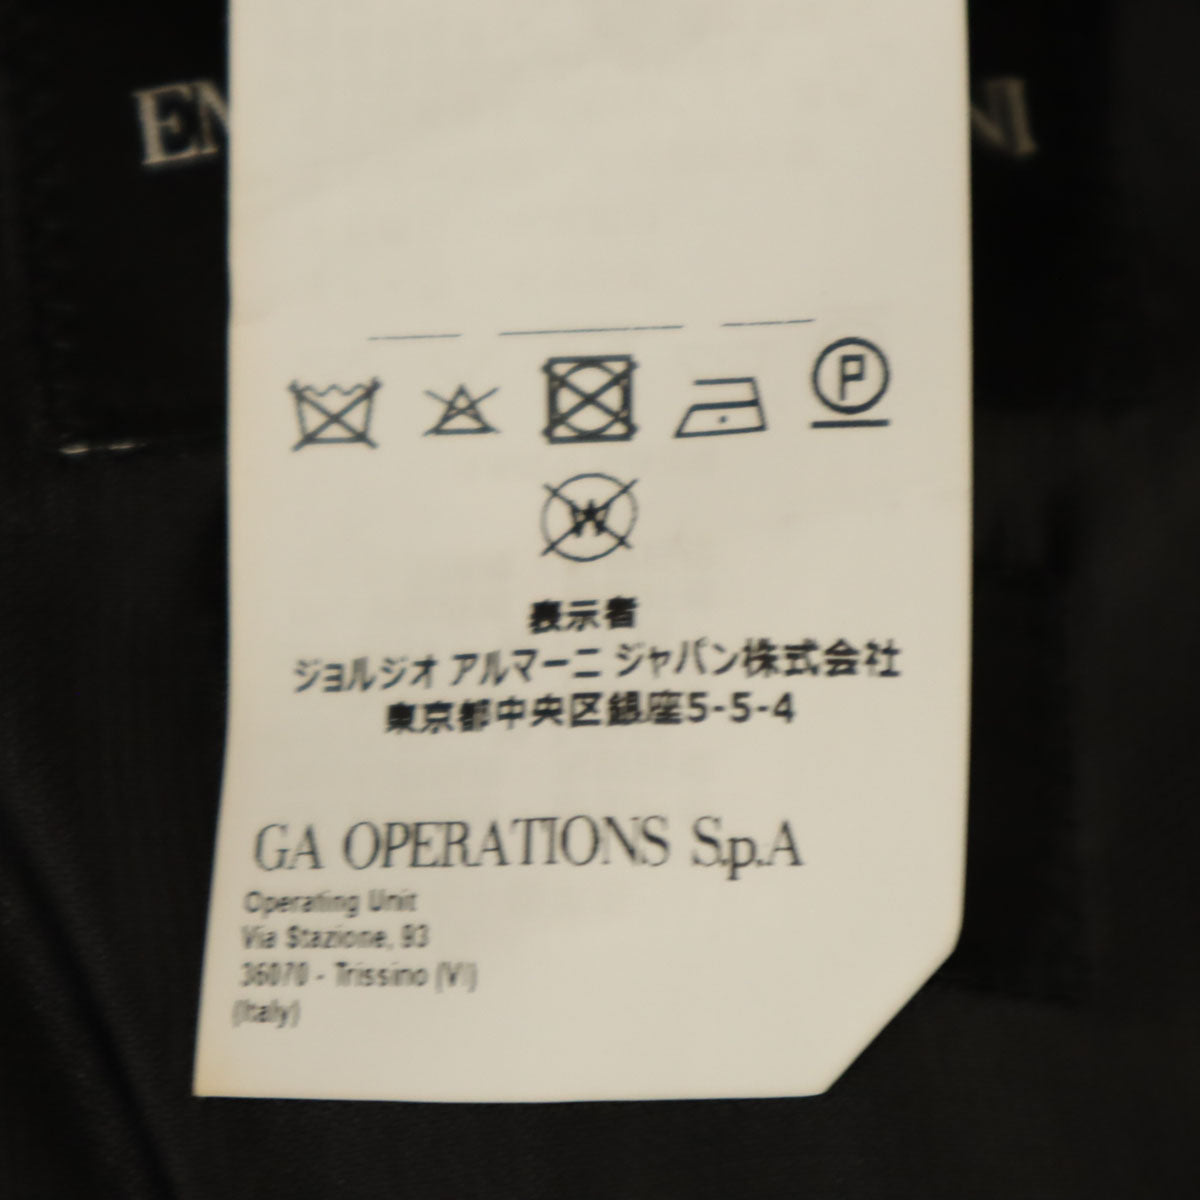 EM
NI
P
W
表示者
ジョルジオ アルマーニ ジャパン株式会社
東京都中央区銀座5-5-4
GA OPERATIONS S.p.A
Operating Unit
Via Stazione, 93
36070 - Trissino (VI)
(Italy)